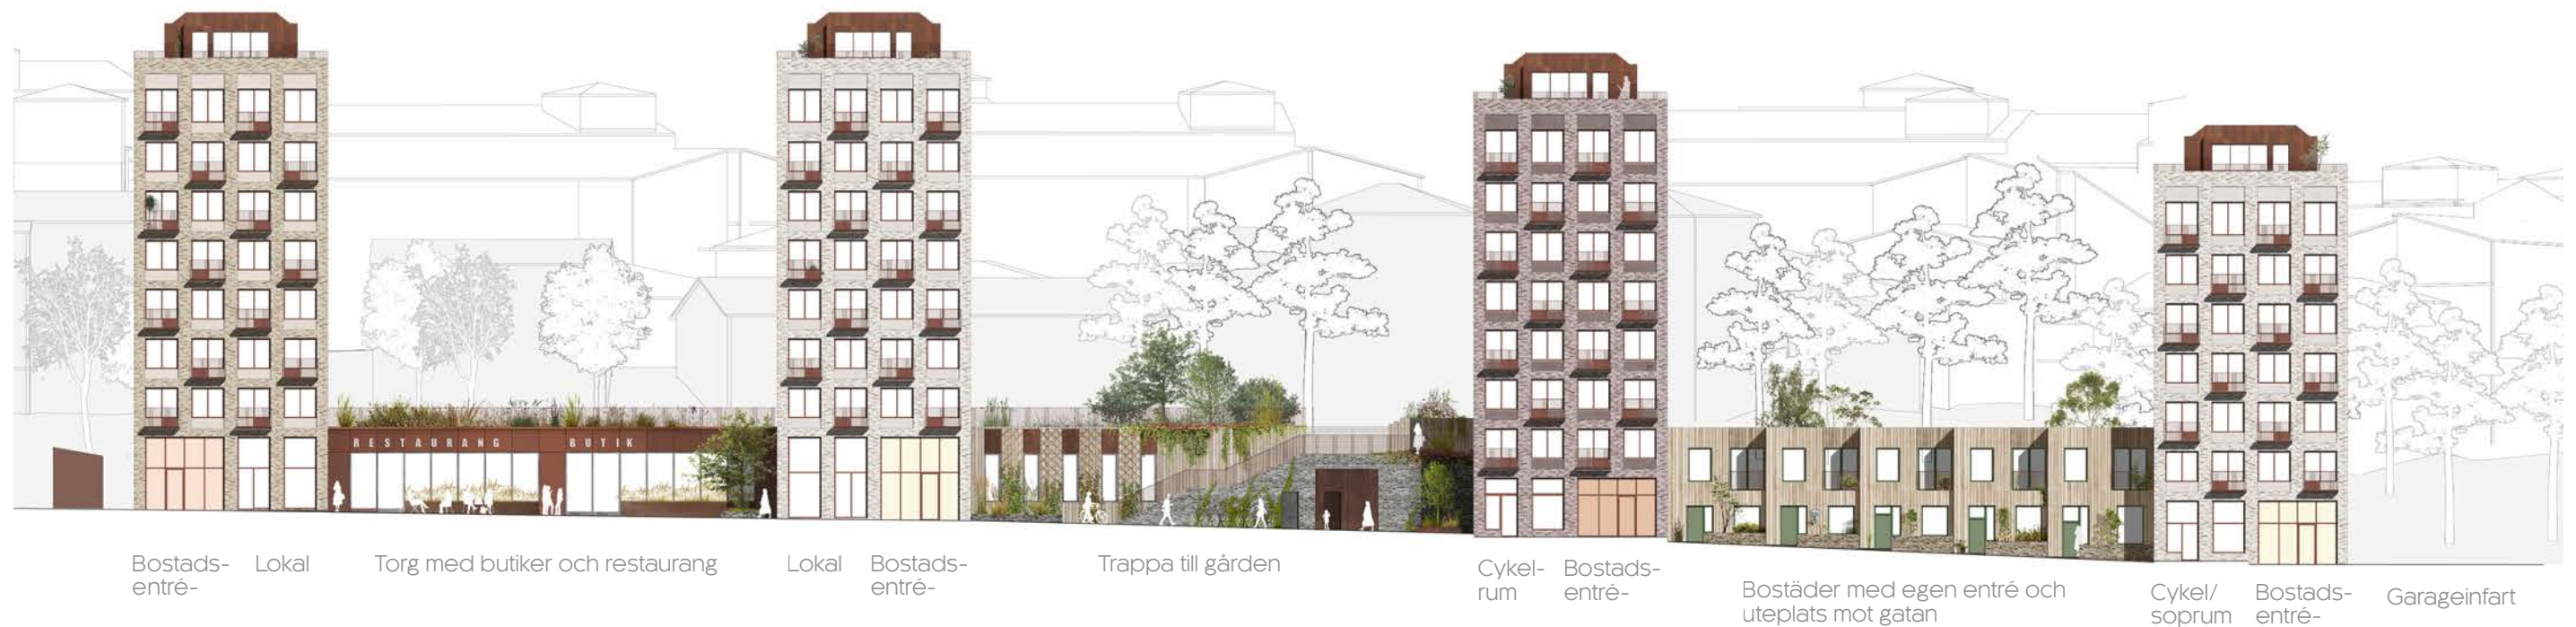 RESTAURANG BUTIK
Bostads-
entré-
Lokal
Torg med butiker och restaurang
Lokal
Bostads-
entré-
Trappa till gården
Cykel-
rum
Bostads-
entré-
Bostäder med egen entré och
uteplats mot gatan
Cykel/
soprum
Bostads-
entré-
Garageinfart